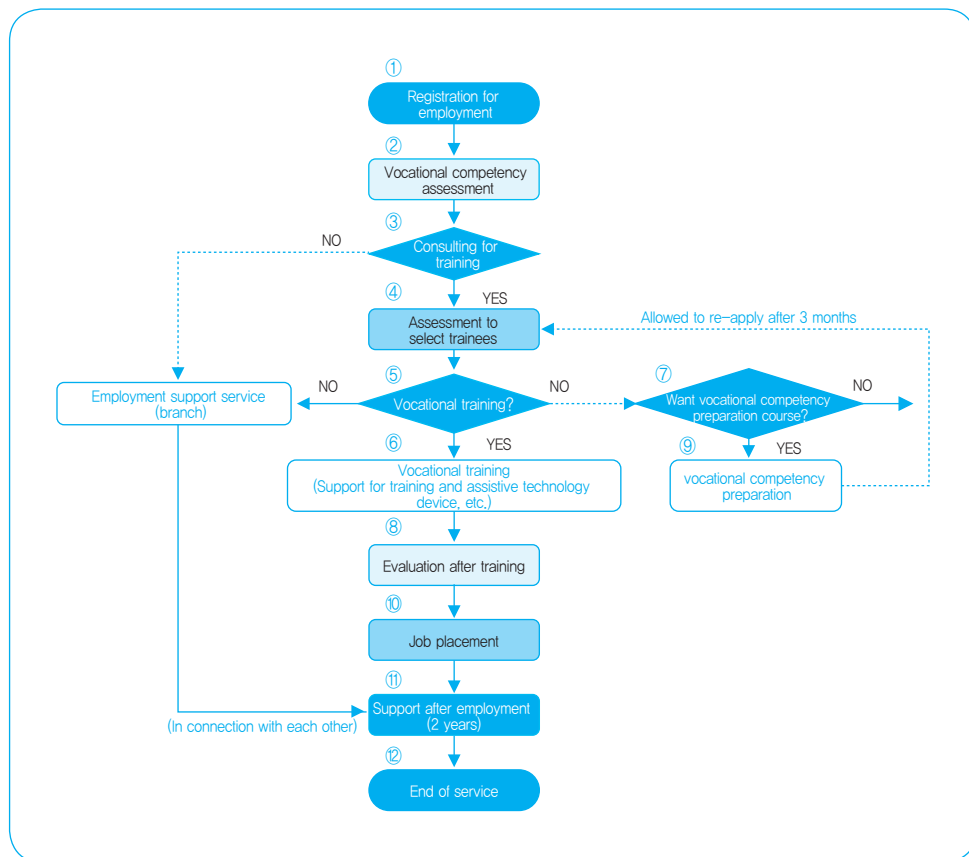 ①
Registration for
employment
②
Vocational competency
assessment
③
Consulting for
training
NO
YES
④
Assessment to
select trainees
Allowed to re-apply after 3 months
⑤
Vocational training?
NO
NO
Employment support service
(branch)
⑦
Want vocational competency
preparation course?
NO
YES
⑥
YES
Vocational training
(Support for training and assistive technology
device, etc.)
⑨
vocational competency
preparation
⑧
Evaluation after training
⑩
Job placement
⑪
Support after employment
(2 years)
(In connection with each other)
⑫
End of service